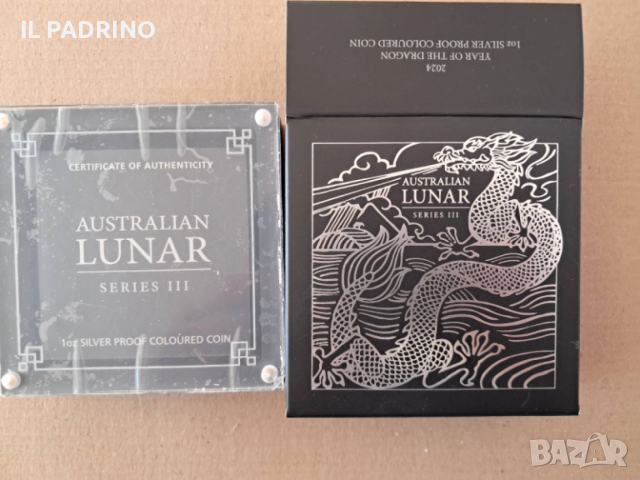 IL PADRINO
CERTIFICATE OF AUTHENTICITY
AUSTRALIAN
LUNAR
SERIES III
1oz SILVER PROOF COLOURED COIN
2024
YEAR OF THE DRAGON
1oz SILVER PROOF COLOURED COIN
AUSTRALIAN
LUNAR
SERIES III
BAZAR